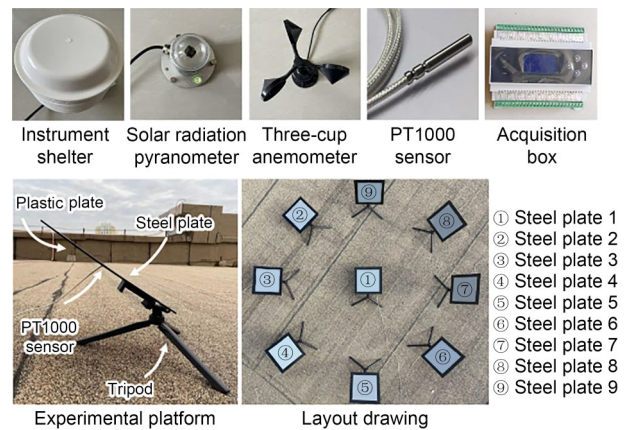 Instrument shelter
Solar radiation pyranometer
Three-cup anemometer
PT1000 sensor
Acquisition box
Plastic plate
Steel plate
PT1000 sensor
Tripod
Experimental platform
⑨
②
⑧
③
①
⑦
④
⑥
⑤
Layout drawing
① Steel plate 1
② Steel plate 2
③ Steel plate 3
④ Steel plate 4
⑤ Steel plate 5
⑥ Steel plate 6
⑦ Steel plate 7
⑧ Steel plate 8
⑨ Steel plate 9